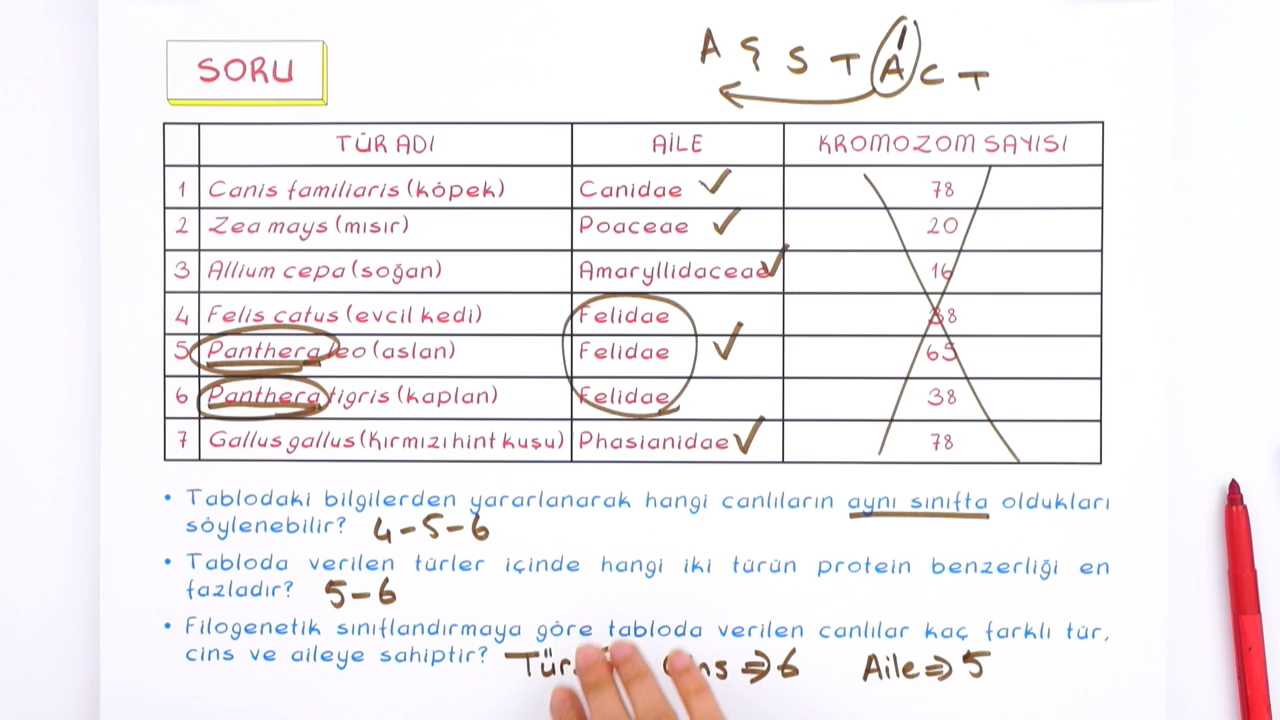 SORU
A Ş S T A C T
TÜR ADI AİLE KROMOZOM SAYISI
1 Canis familiaris (köpek) Canidae 78
2 Zea mays (mısır) Poaceae 20
3 Allium cepa (soğan) Amaryllidaceae 16
4 Felis catus (evcil kedi) Felidae 38
5 Panthera leo (aslan) Felidae 65
6 Panthera tigris (kaplan) Felidae 38
7 Gallus gallus (Kırmızı hint kuşu) Phasianidae 78
• Tablodaki bilgilerden yararlanarak hangi canlıların aynı sınıfta oldukları
söylenebilir? 4-5-6
• Tabloda verilen türler içinde hangi iki türün protein benzerliği en
fazladır? 5-6
• Filogenetik sınıflandırmaya göre tabloda verilen canlılar kaç farklı tür,
cins ve aileye sahiptir? Tür ⇒ 6 Aile ⇒ 5